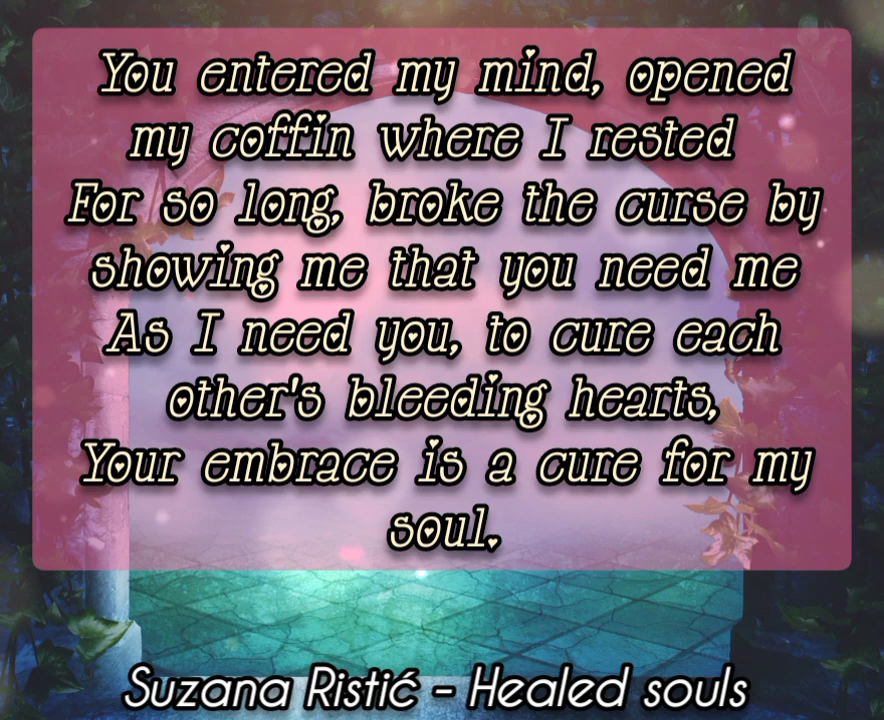 You entered my mind, opened
my coffin where I rested
For so long, broke the curse by
showing me that you need me
As I need you, to cure each
other's bleeding hearts,
Your embrace is a cure for my
soul.
Suzana Ristić - Healed souls